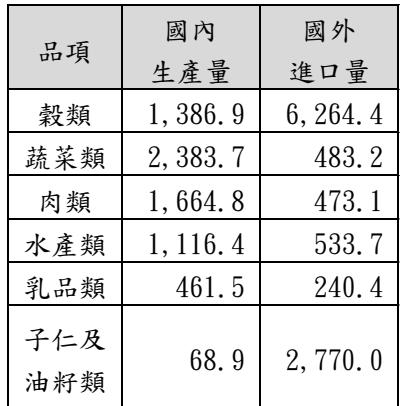 品項 國內生產量 國外進口量
穀類 1,386.9 6,264.4
蔬菜類 2,383.7 483.2
肉類 1,664.8 473.1
水產類 1,116.4 533.7
乳品類 461.5 240.4
子仁及油籽類 68.9 2,770.0